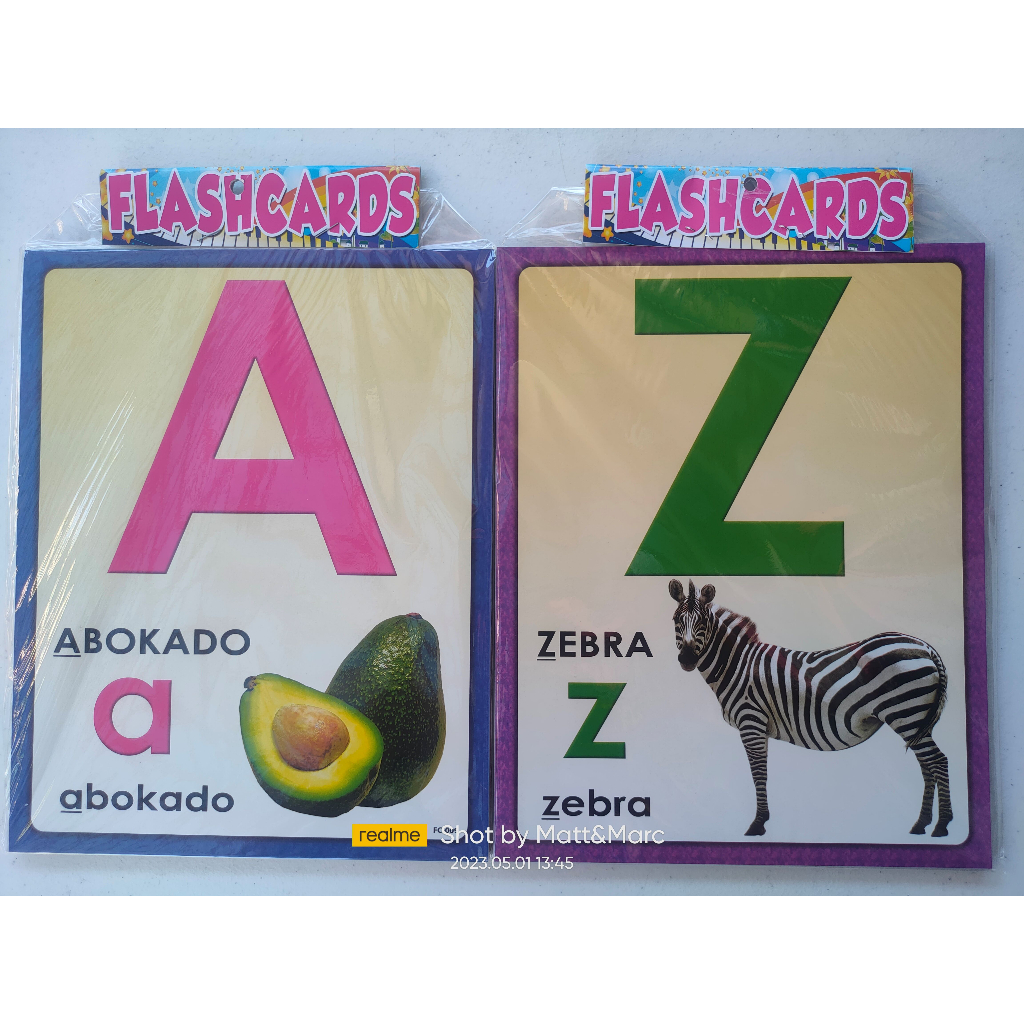 FLASHCARDS
A
ABOKADO
a
abokado
FLASHCARDS
Z
ZEBRA
z
zebra
realme Shot by Matt&Marc
2023.05.01 13:45